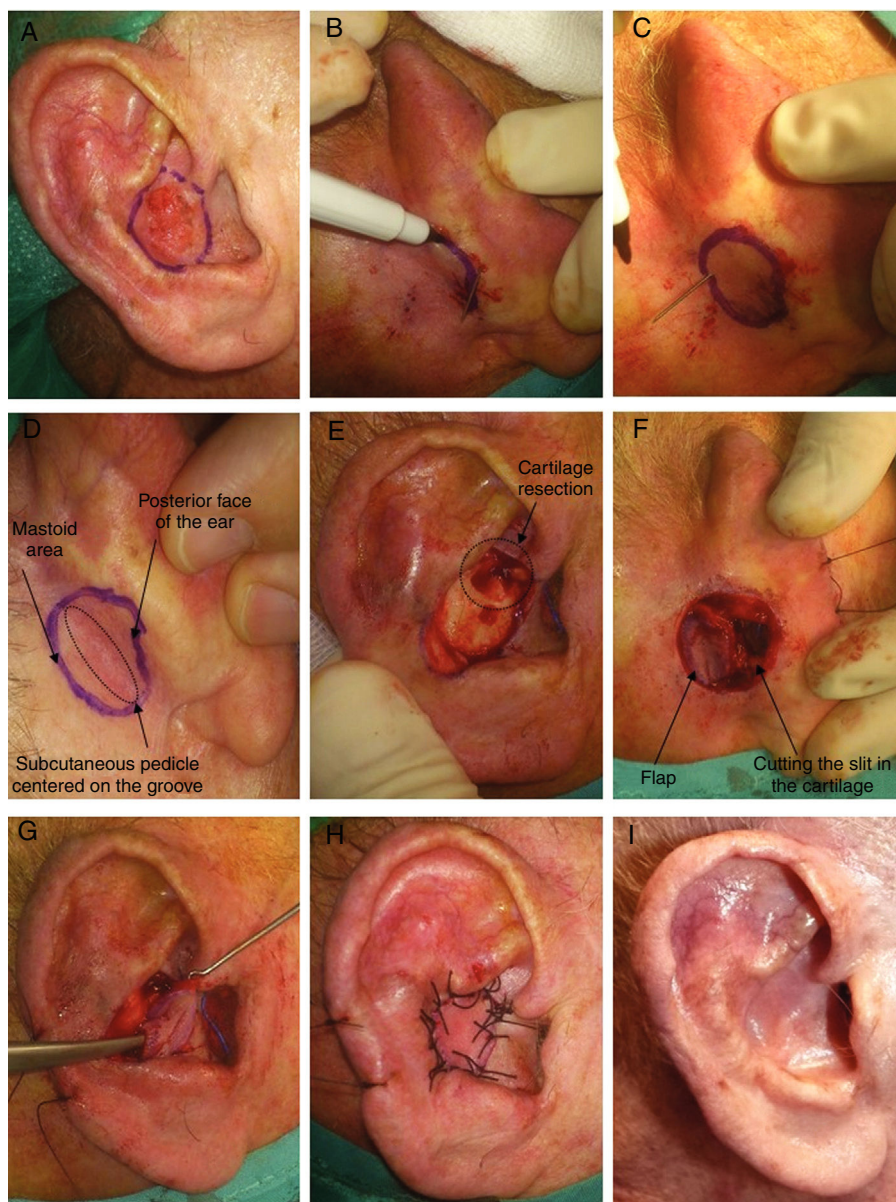 A
B
C
D
Mastoid
area
Posterior face
of the ear
Subcutaneous pedicle
centered on the groove
E
Cartilage
resection
F
Flap
Cutting the slit in
the cartilage
G
H
I